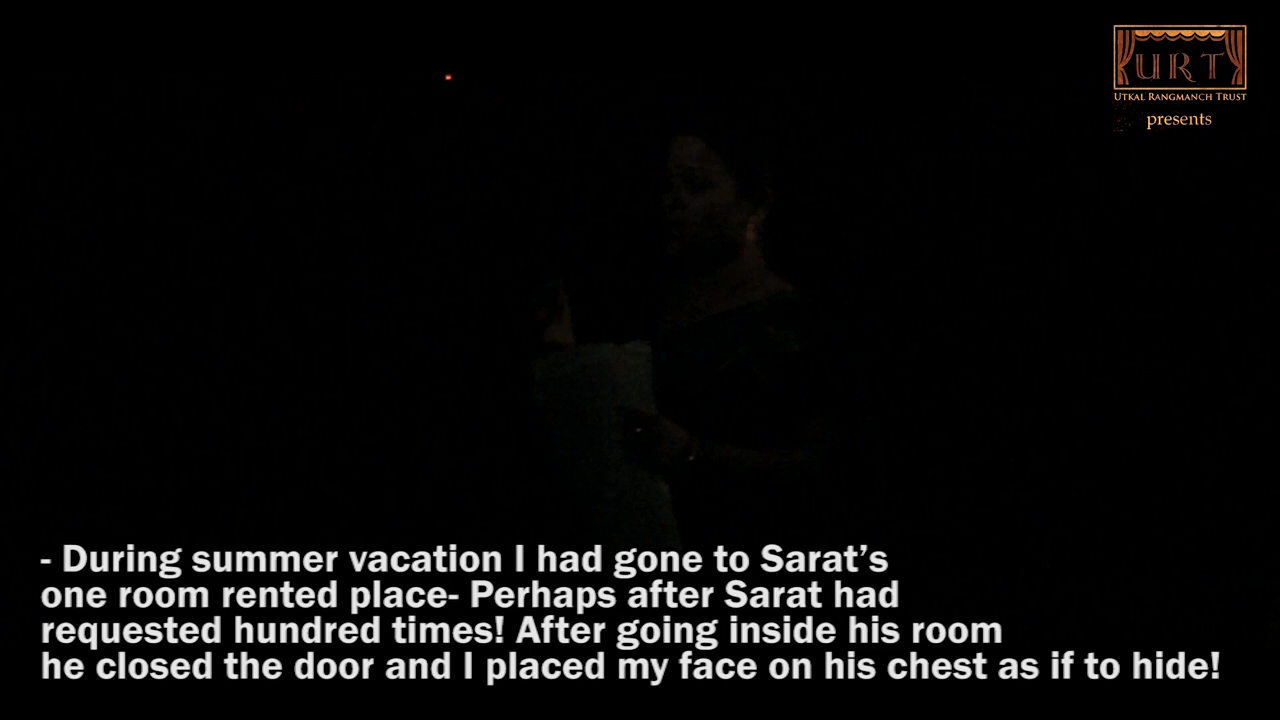 URT
UTKAL RANGMANCH TRUST
presents
- During summer vacation I had gone to Sarat’s
one room rented place- Perhaps after Sarat had
requested hundred times! After going inside his room
he closed the door and I placed my face on his chest as if to hide!